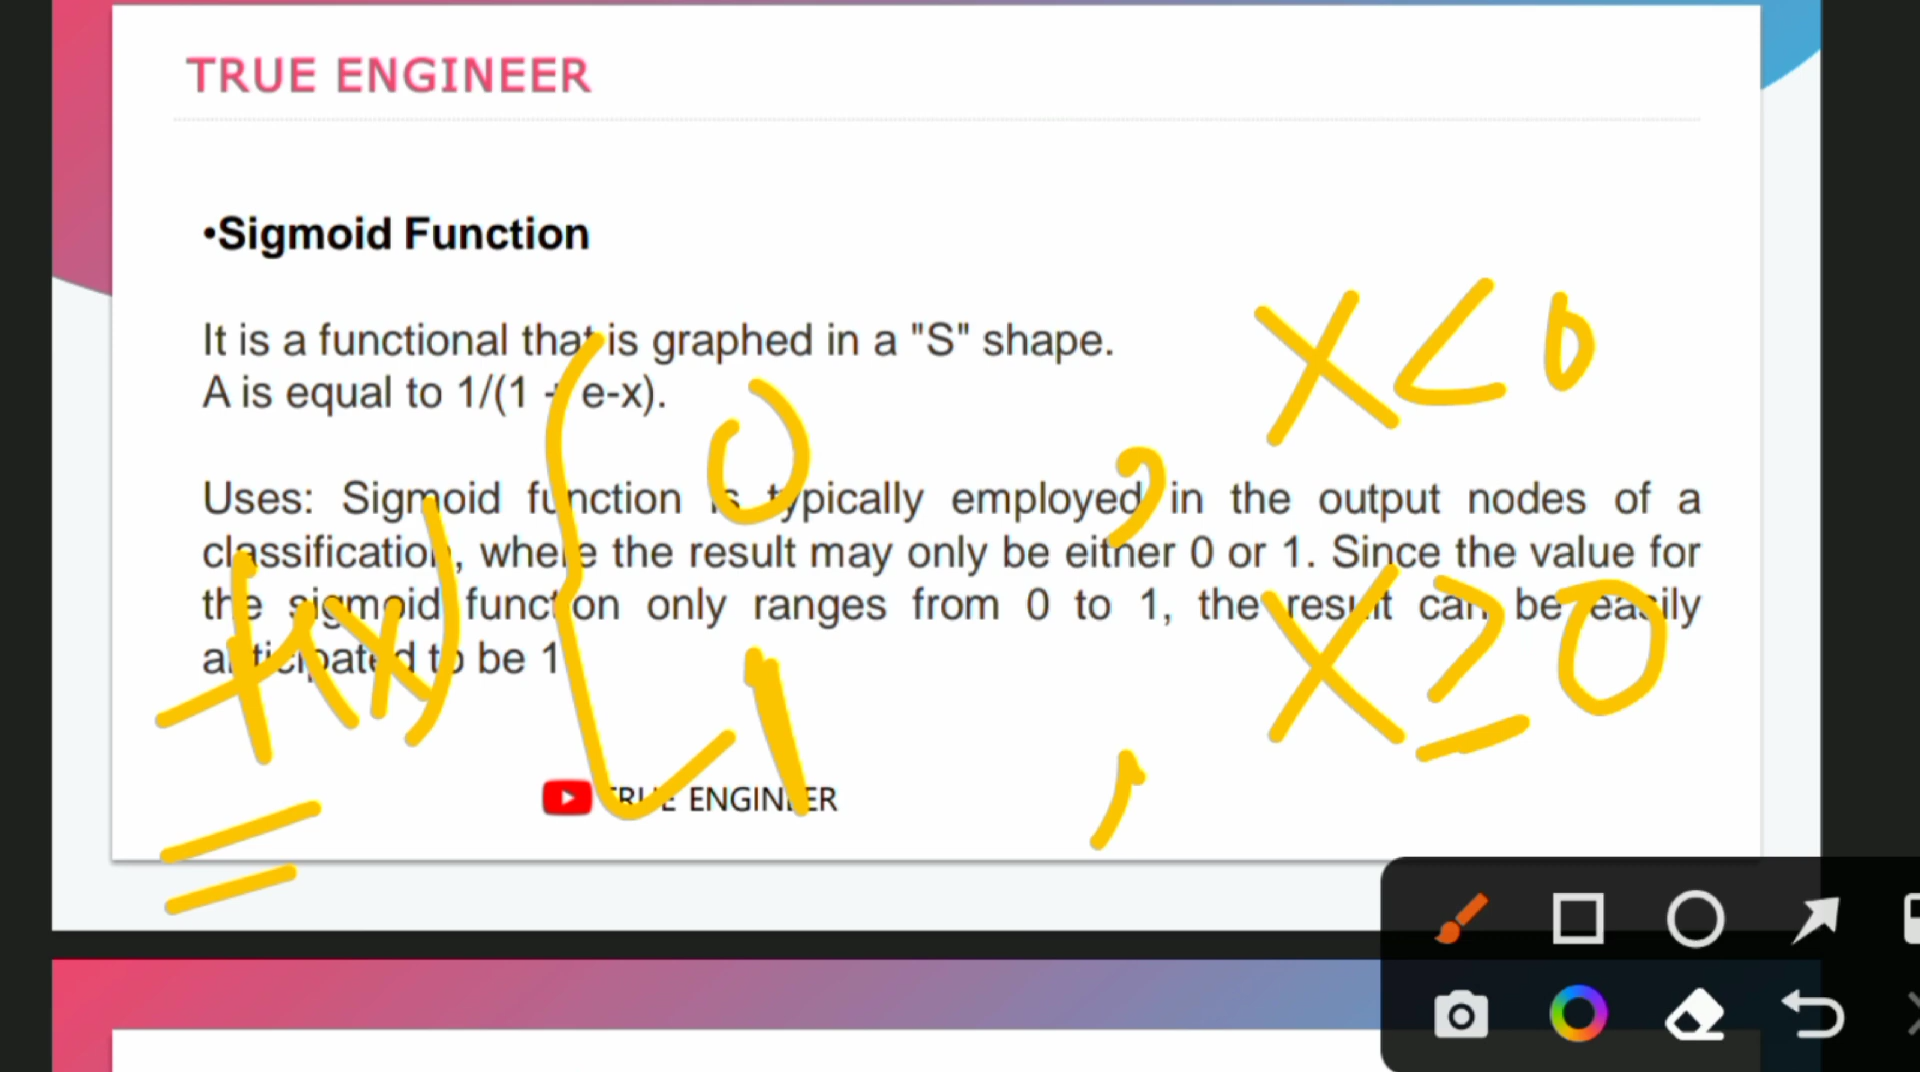 TRUE ENGINEER
•Sigmoid Function
It is a functional that is graphed in a "S" shape.
A is equal to 1/(1 + e-x).
Uses: Sigmoid function is typically employed in the output nodes of a
classification, where the result may only be either 0 or 1. Since the value for
the sigmoid function only ranges from 0 to 1, the result can be easily
anticipated to be 1
TRUE ENGINEER
0 , x<0
f(x) {
1 , x≥0
=